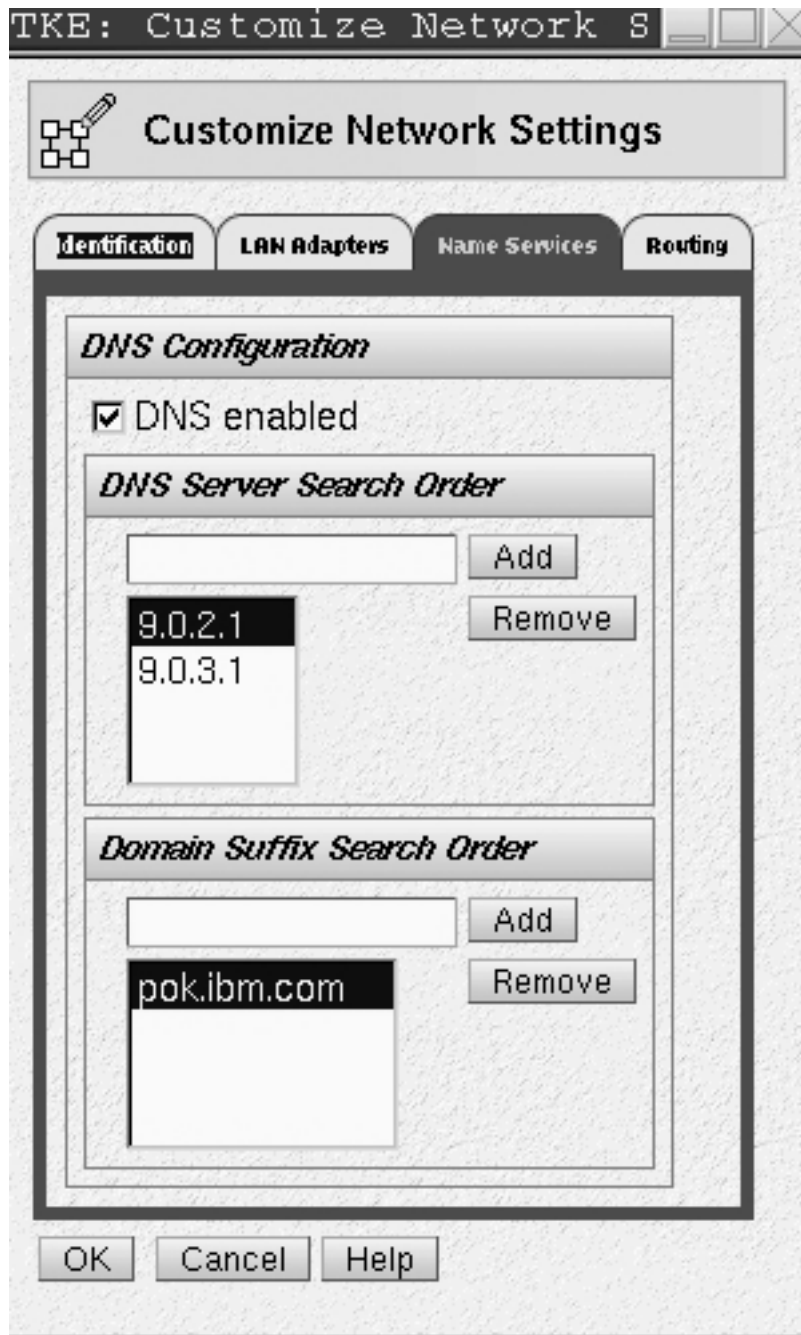 TKE: Customize Network S
Customize Network Settings
Identification LAN Adapters Name Services Routing
DNS Configuration
DNS enabled
DNS Server Search Order
Add
9.0.2.1 Remove
9.0.3.1
Domain Suffix Search Order
Add
pok.ibm.com Remove
OK Cancel Help